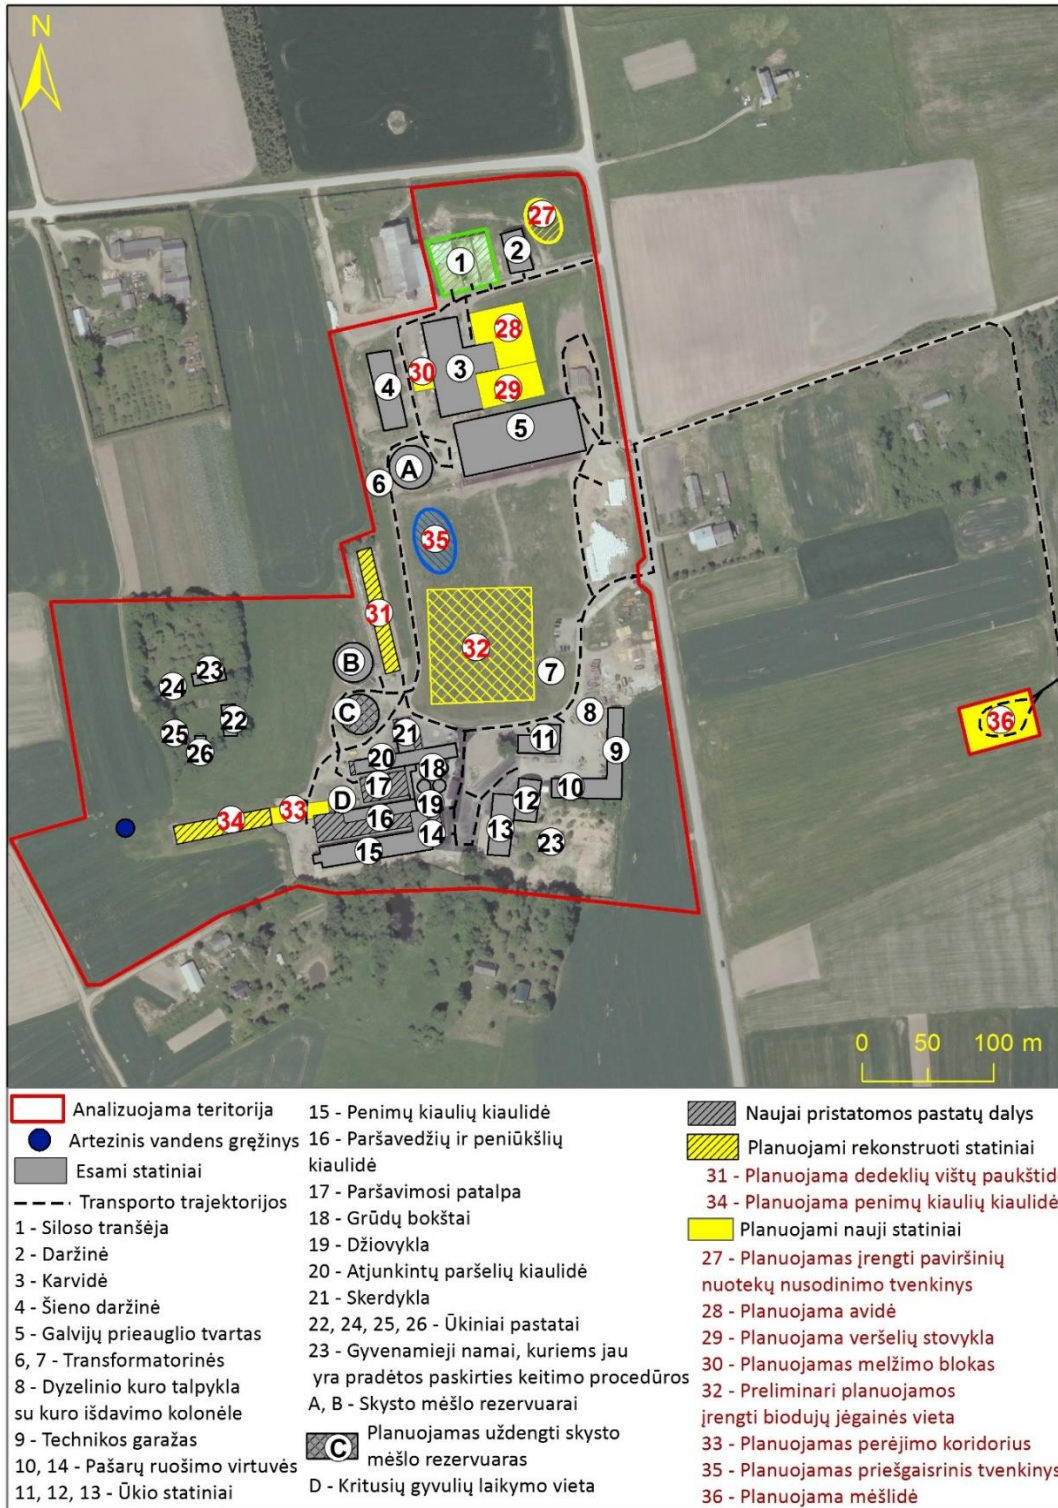 N
27
1
2
28
3
30
4
29
5
A
6
35
31
32
B
7
23
24
C
8
22
25
21
11
26
9
20
18
17
10
D
33
12
34
19
16
13
14
23
15
36
0 50 100 m
Analizuojama teritorija
Artezinis vandens gręžinys
Esami statiniai
Transporto trajektorijos
1 - Siloso tranšėja
2 - Daržinė
3 - Karvidė
4 - Šieno daržinė
5 - Galvijų prieauglio tvartas
6, 7 - Transformatorinės
8 - Dyzelinio kuro talpykla
su kuro išdavimo kolonėle
9 - Technikos garažas
10, 14 - Pašarų ruošimo virtuvės
11, 12, 13 - Ūkio statiniai
15 - Penimų kiaulių kiaulidė
16 - Paršavedžių ir peniūkšlių
kiaulidė
17 - Paršavimosi patalpa
18 - Grūdų bokštai
19 - Džiovykla
20 - Atjunkintų paršelių kiaulidė
21 - Skerdykla
22, 24, 25, 26 - Ūkiniai pastatai
23 - Gyvenamieji namai, kuriems jau
yra pradėtos paskirties keitimo procedūros
A, B - Skysto mėšlo rezervuarai
C Planuojamas uždengti skysto
mėšlo rezervuaras
D - Kritusių gyvulių laikymo vieta
Naujai pristatomos pastatų dalys
Planuojami rekonstruoti statiniai
31 - Planuojama dedeklių vištų paukštid
34 - Planuojama penimų kiaulių kiaulidė
Planuojami nauji statiniai
27 - Planuojamas įrengti paviršinių
nuotekų nusodinimo tvenkinys
28 - Planuojama avidė
29 - Planuojama veršelių stovykla
30 - Planuojamas melžimo blokas
32 - Preliminari planuojamos
įrengti biodujų jėgainės vieta
33 - Planuojamas perėjimo koridorius
35 - Planuojamas priešgaisrinis tvenkinys
36 - Planuojama mėšlidė